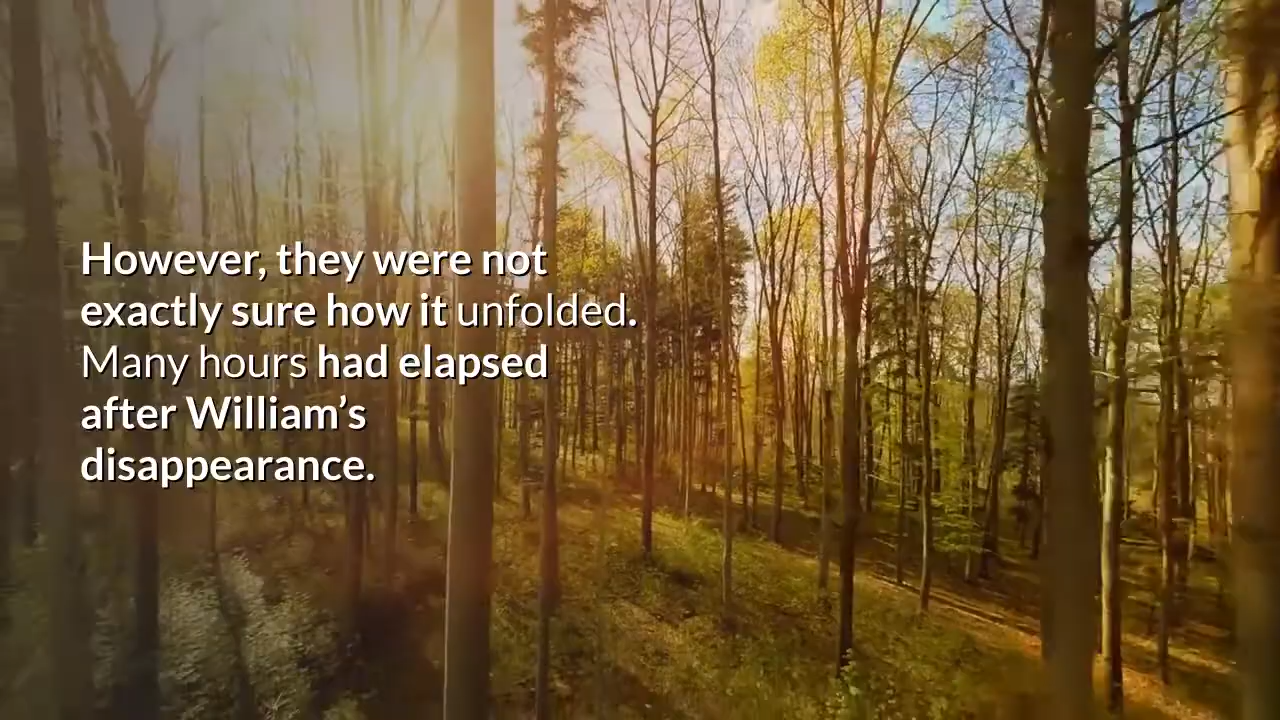 However, they were not
exactly sure how it unfolded.
Many hours had elapsed
after William’s
disappearance.